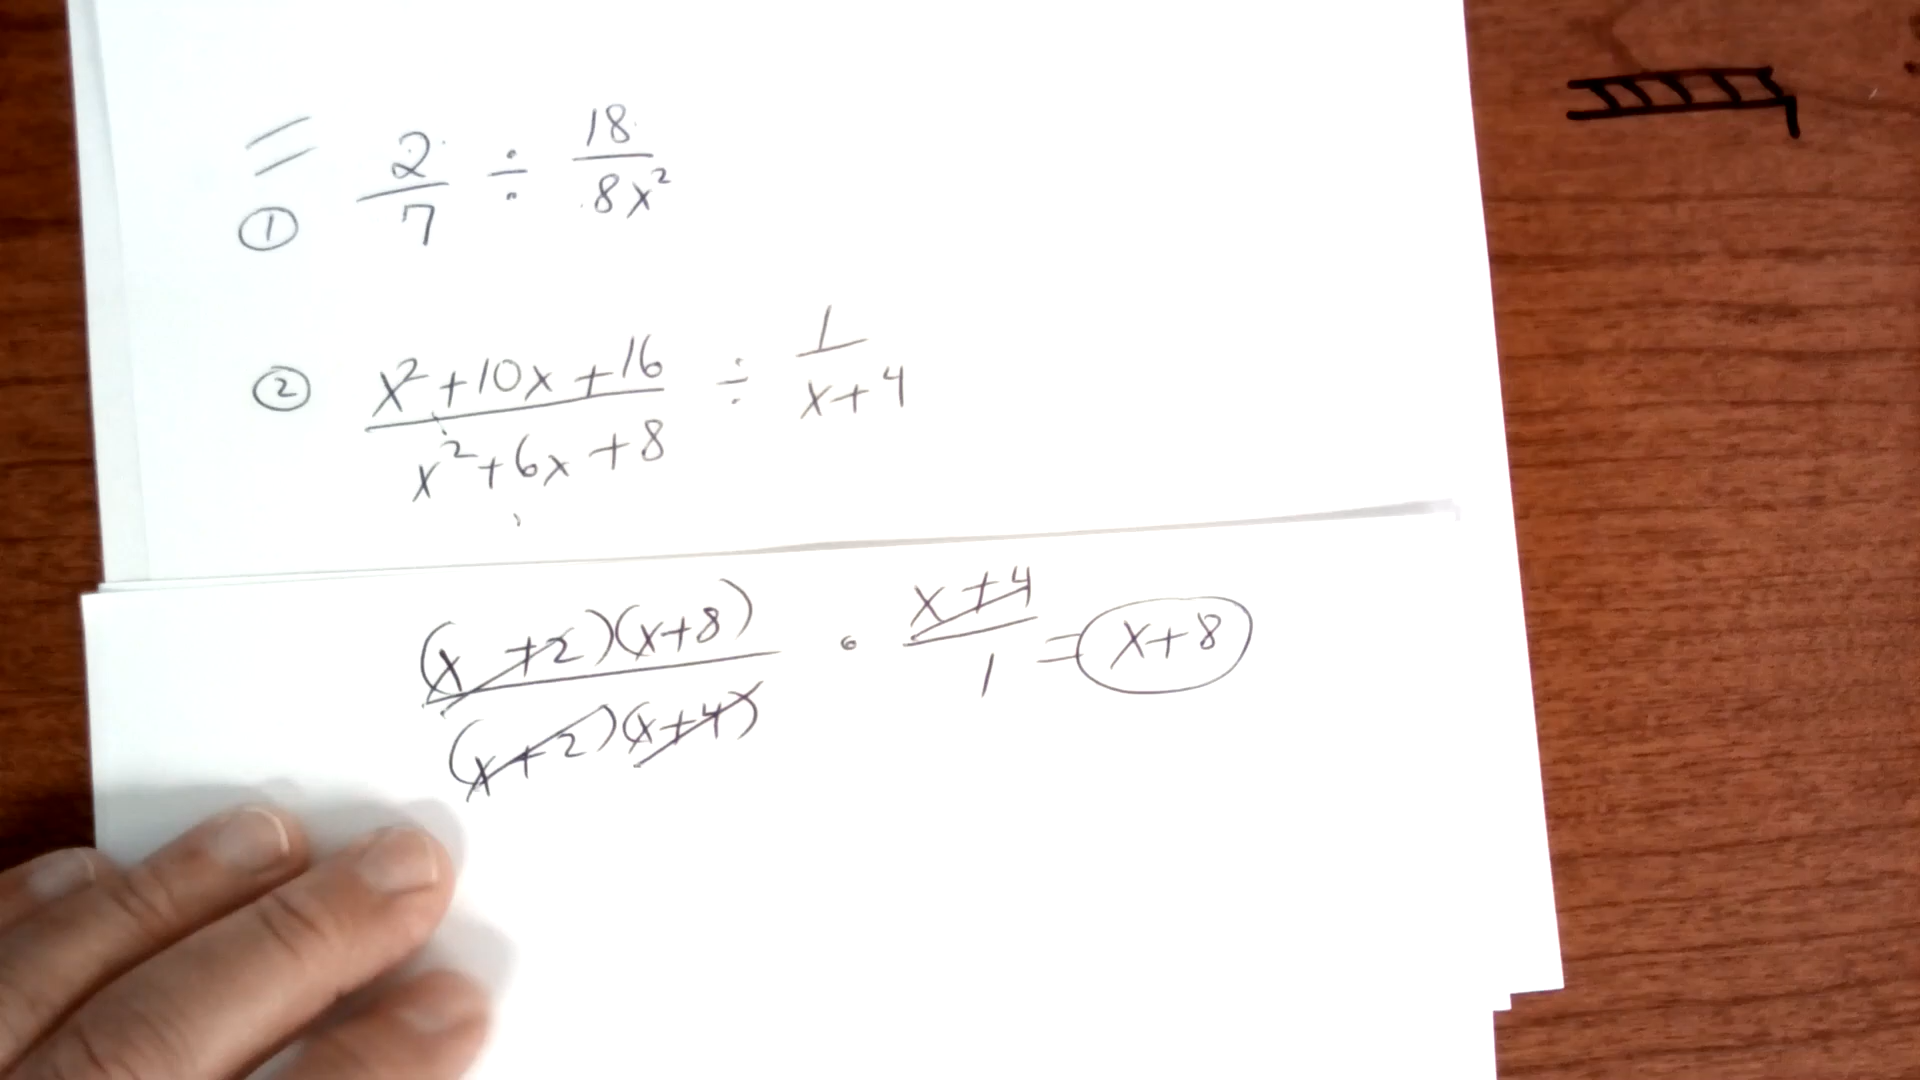 =
① 2/7 ÷ 18/8x²
② (x²+10x+16)/(x²+6x+8) ÷ 1/(x+4)
(x+2)(x+8)/(x+2)(x+4) · (x+4)/1 = x+8